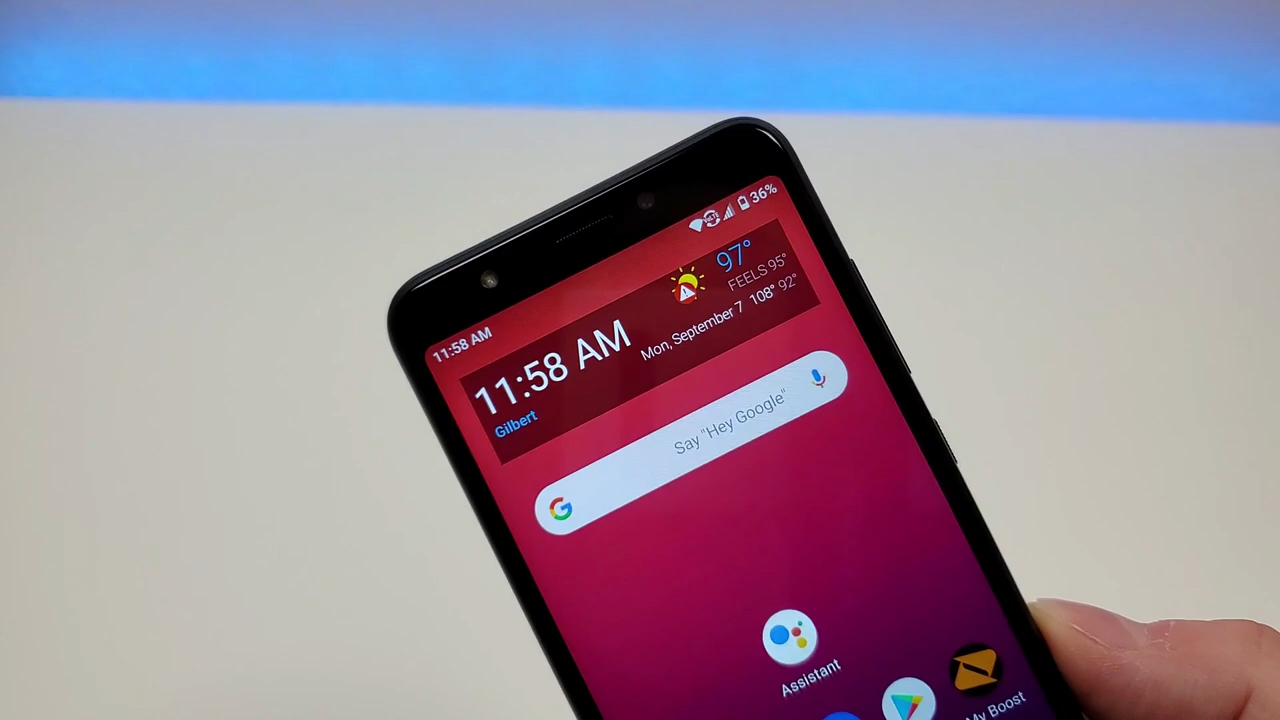 11:58 AM
36%
97°
FEELS 95°
11:58 AM
Mon, September 7 108° 92°
Gilbert
Say "Hey Google"
Assistant
My Boost